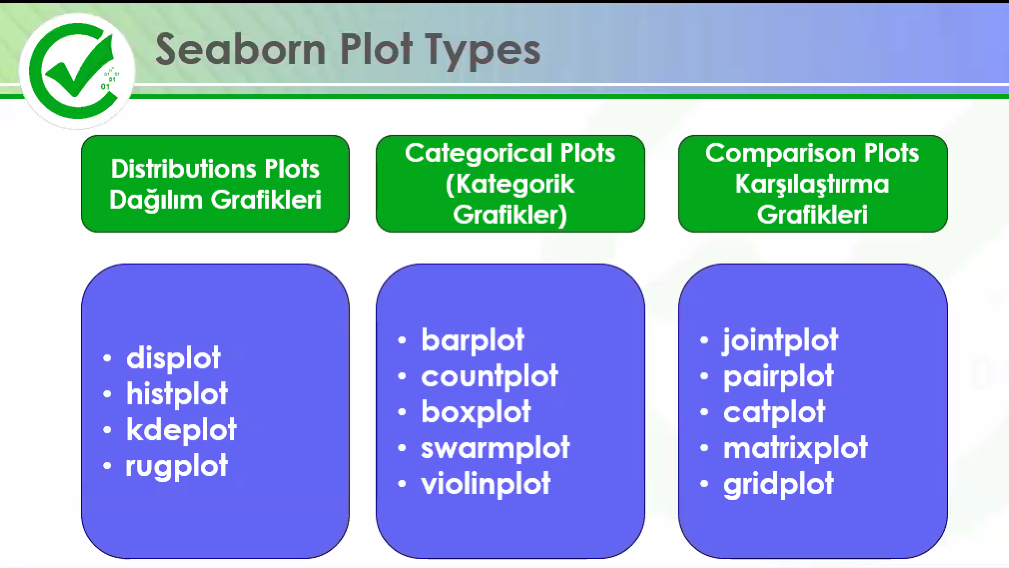 Seaborn Plot Types
Distributions Plots
Dağılım Grafikleri
Categorical Plots
(Kategorik
Grafikler)
Comparison Plots
Karşılaştırma
Grafikleri
• displot
• histplot
• kdeplot
• rugplot
• barplot
• countplot
• boxplot
• swarmplot
• violinplot
• jointplot
• pairplot
• catplot
• matrixplot
• gridplot